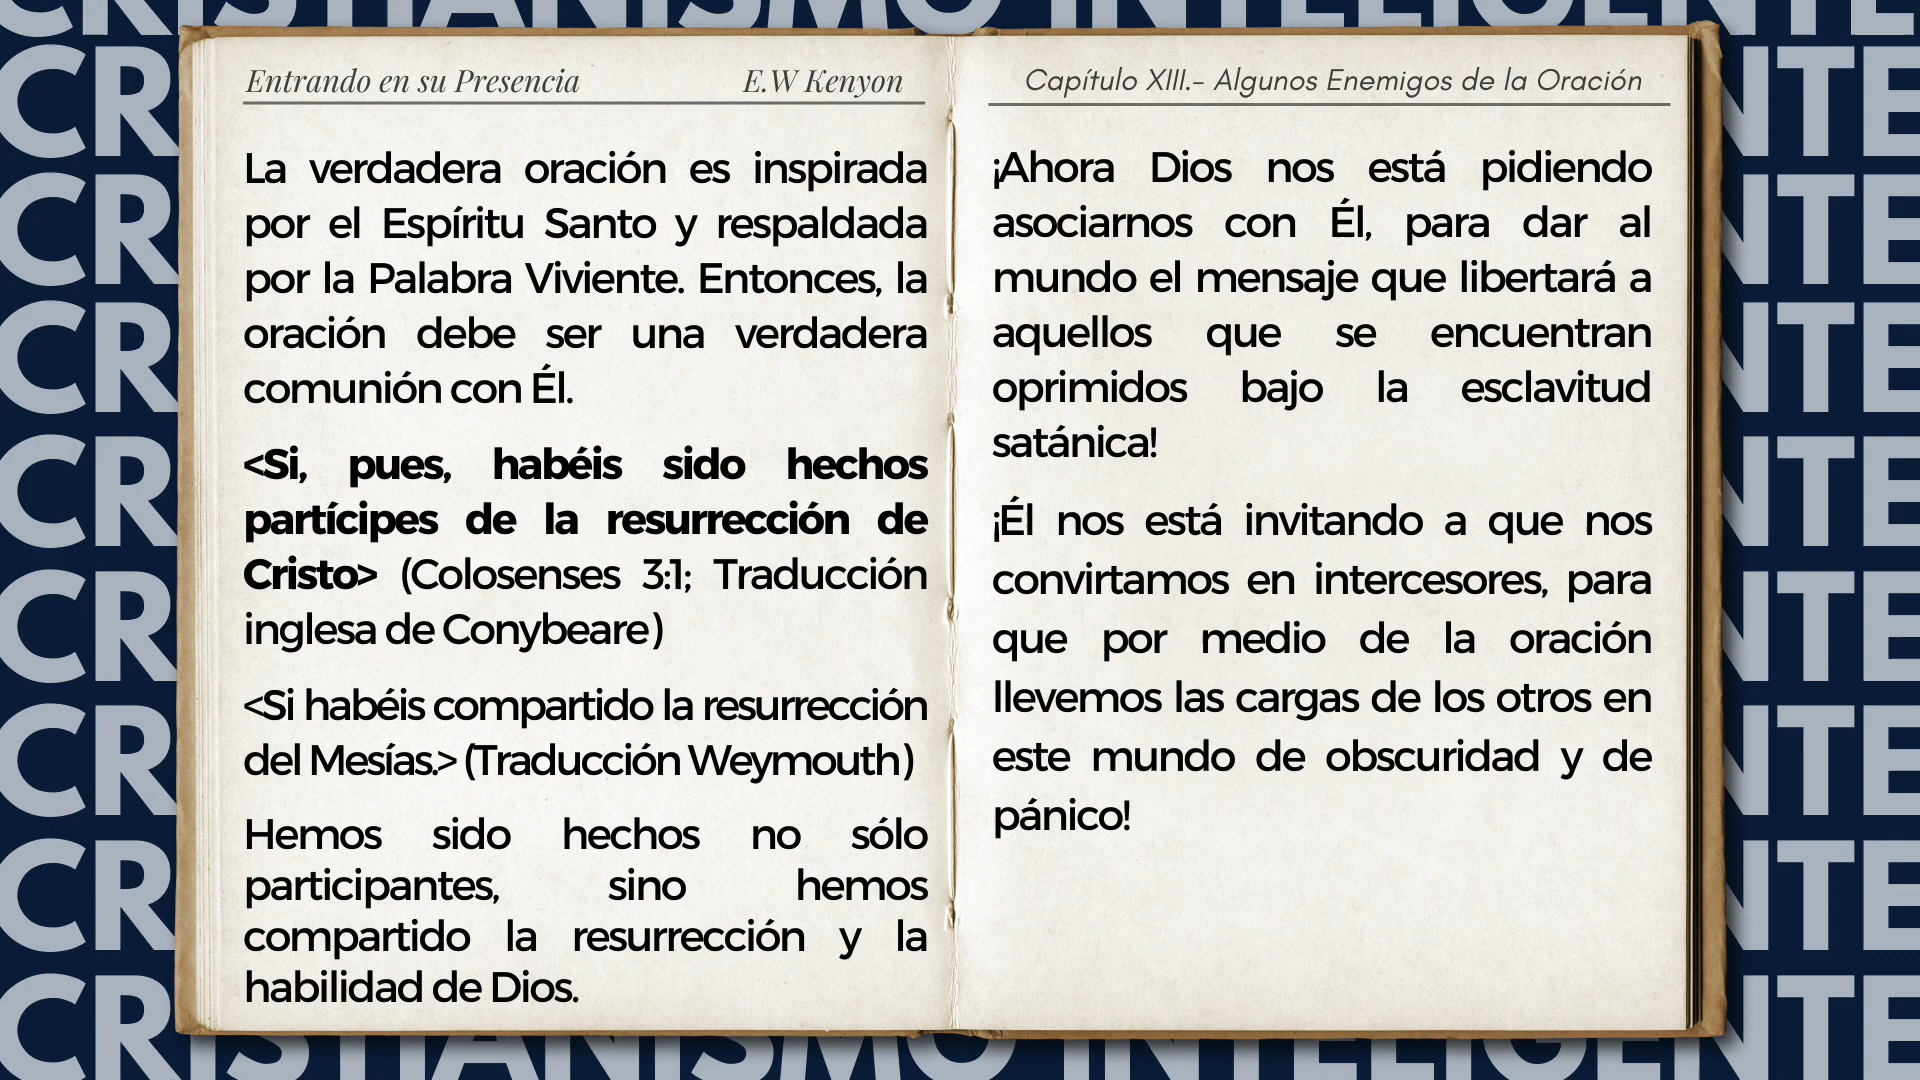 CRISTIANISMO INTELIGENTE
Entrando en su Presencia E.W Kenyon
La verdadera oración es inspirada
por el Espíritu Santo y respaldada
por la Palabra Viviente. Entonces, la
oración debe ser una verdadera
comunión con Él.
<Si, pues, habéis sido hechos
partícipes de la resurrección de
Cristo> (Colosenses 3:1; Traducción
inglesa de Conybeare)
<Si habéis compartido la resurrección
del Mesías.> (Traducción Weymouth)
Hemos sido hechos no sólo
participantes, sino hemos
compartido la resurrección y la
habilidad de Dios.
Capítulo XIII.- Algunos Enemigos de la Oración
¡Ahora Dios nos está pidiendo
asociarnos con Él, para dar al
mundo el mensaje que libertará a
aquellos que se encuentran
oprimidos bajo la esclavitud
satánica!
¡Él nos está invitando a que nos
convirtamos en intercesores, para
que por medio de la oración
llevemos las cargas de los otros en
este mundo de obscuridad y de
pánico!
CRISTIANISMO INTELIGENTE